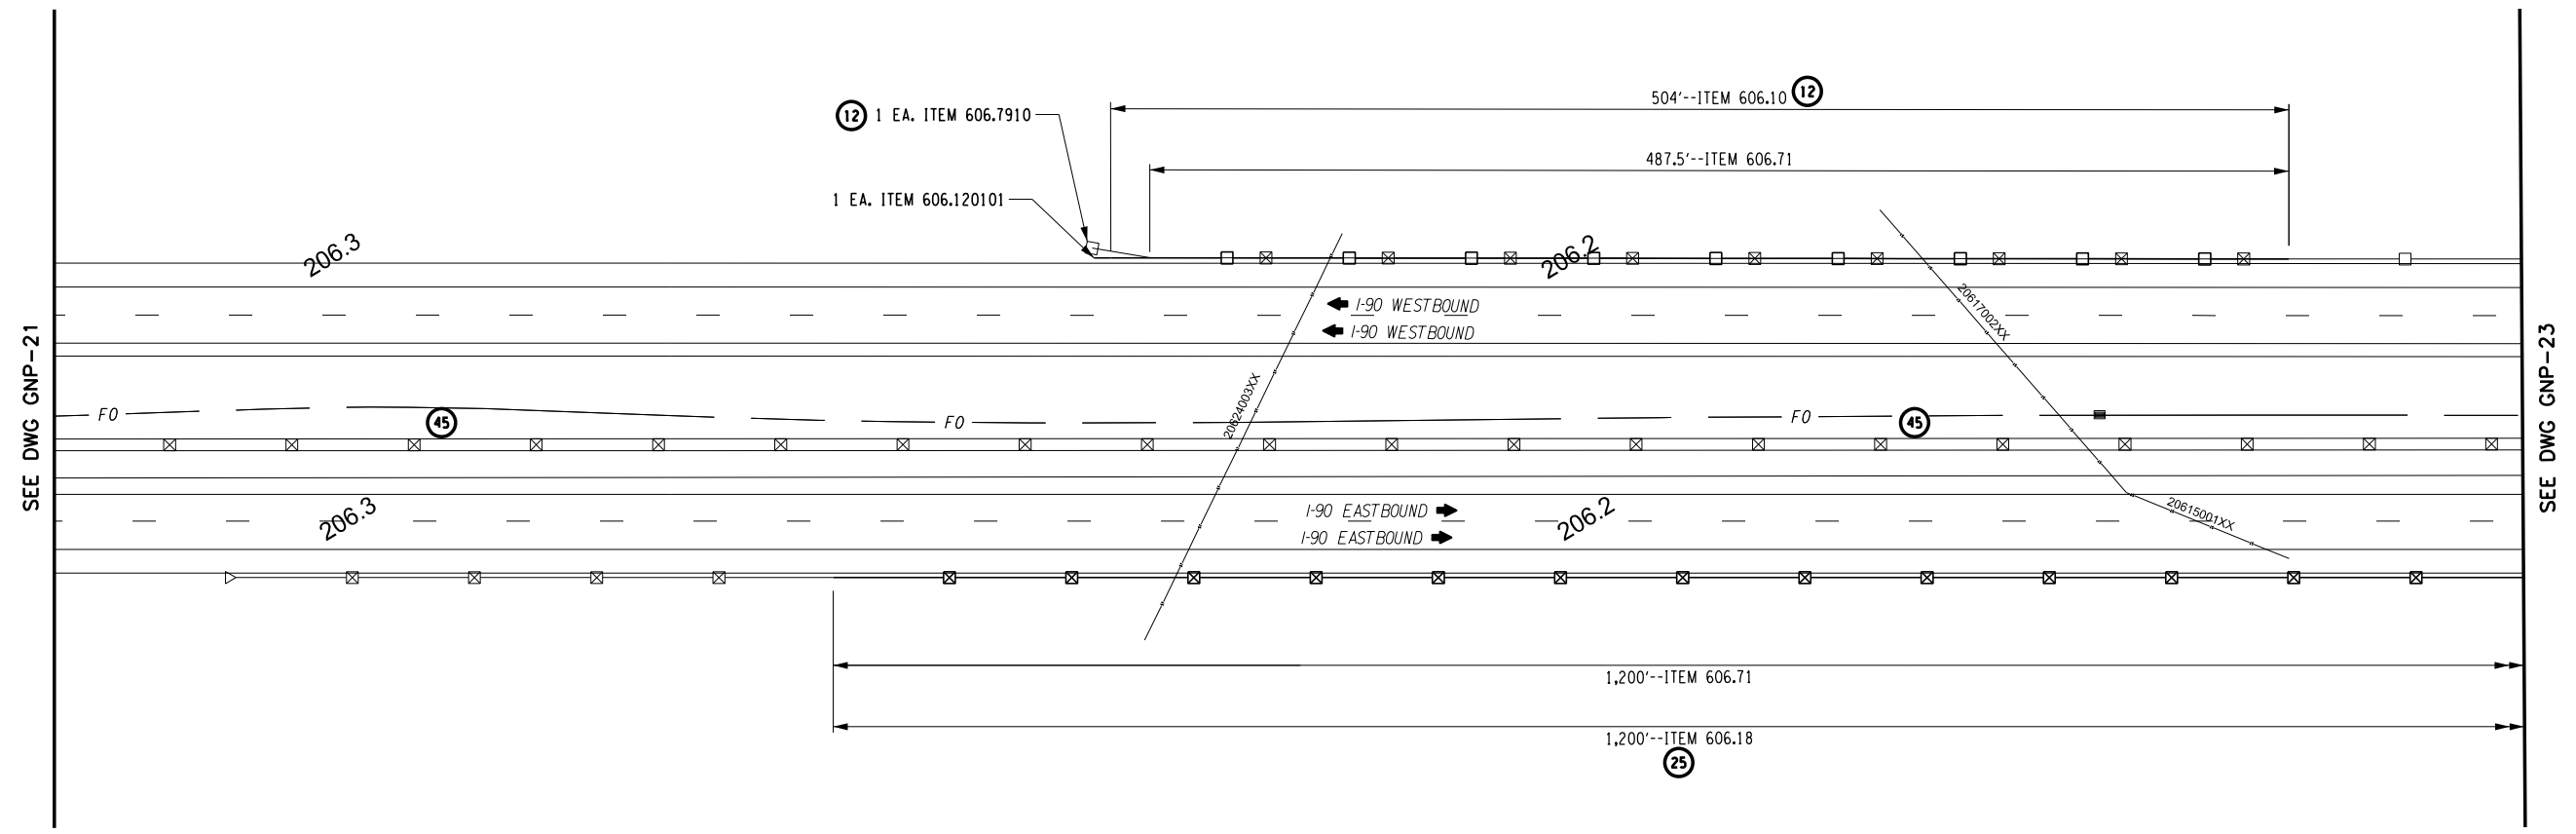 504'--ITEM 606.10 12
12 1 EA. ITEM 606.7910
487.5'--ITEM 606.71
1 EA. ITEM 606.120101
206.3
206.2
I-90 WESTBOUND
20617002XX
I-90 WESTBOUND
SEE DWG GNP-21
SEE DWG GNP-23
20624003XX
FO
45
FO
FO
45
206.3
I-90 EASTBOUND
206.2
20615001XX
I-90 EASTBOUND
1,200'--ITEM 606.71
1,200'--ITEM 606.18
25